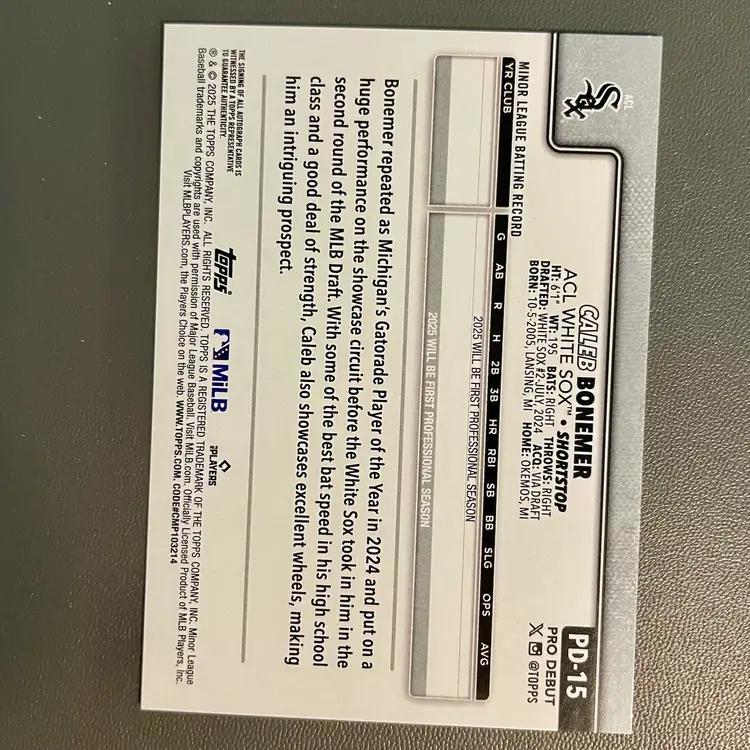 ACL
PD-15
CALEB BONEMER
ACL WHITE SOX™ • SHORTSTOP
HT: 6'1" WT: 195 BATS: RIGHT THROWS: RIGHT
DRAFTED: WHITE SOX #2-JULY, 2024 ACQ: VIA DRAFT
BORN: 10-5-2005, LANSING, MI HOME: OKEMOS, MI
PRO DEBUT
X @TOPPS
MINOR LEAGUE BATTING RECORD
YR CLUB G AB R H 2B 3B HR RBI SB BB SLG OPS AVG
2025 WILL BE FIRST PROFESSIONAL SEASON
2025 WILL BE FIRST PROFESSIONAL SEASON
Bonemer repeated as Michigan's Gatorade Player of the Year in 2024 and put on a
huge performance on the showcase circuit before the White Sox took in him in the
second round of the MLB Draft. With some of the best bat speed in his high school
class and a good deal of strength, Caleb also showcases excellent wheels, making
him an intriguing prospect.
THE SIGNING OF ALL AUTOGRAPH CARDS IS
WITNESSED BY A TOPPS REPRESENTATIVE
TO GUARANTEE AUTHENTICITY.
topps
MiLB
PLAYERS
® & © 2025 THE TOPPS COMPANY, INC. ALL RIGHTS RESERVED. TOPPS IS A REGISTERED TRADEMARK OF THE TOPPS COMPANY, INC. Minor League
Baseball trademarks and copyrights are used with permission of Major League Baseball. Visit MiLB.com. Officially Licensed Product of MLB Players, Inc.
Visit MLBPLAYERS.com, the Players Choice on the web. WWW.TOPPS.COM. CODE#CMP103214